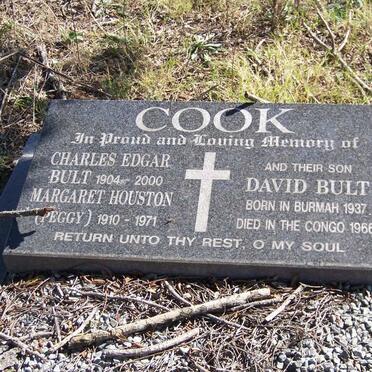 COOK
In Proud and Loving Memory of
CHARLES EDGAR
BULT 1904 - 2000
MARGARET HOUSTON
(PEGGY) 1910 - 1971
AND THEIR SON
DAVID BULT
BORN IN BURMAH 1937
DIED IN THE CONGO 1966
RETURN UNTO THY REST, O MY SOUL